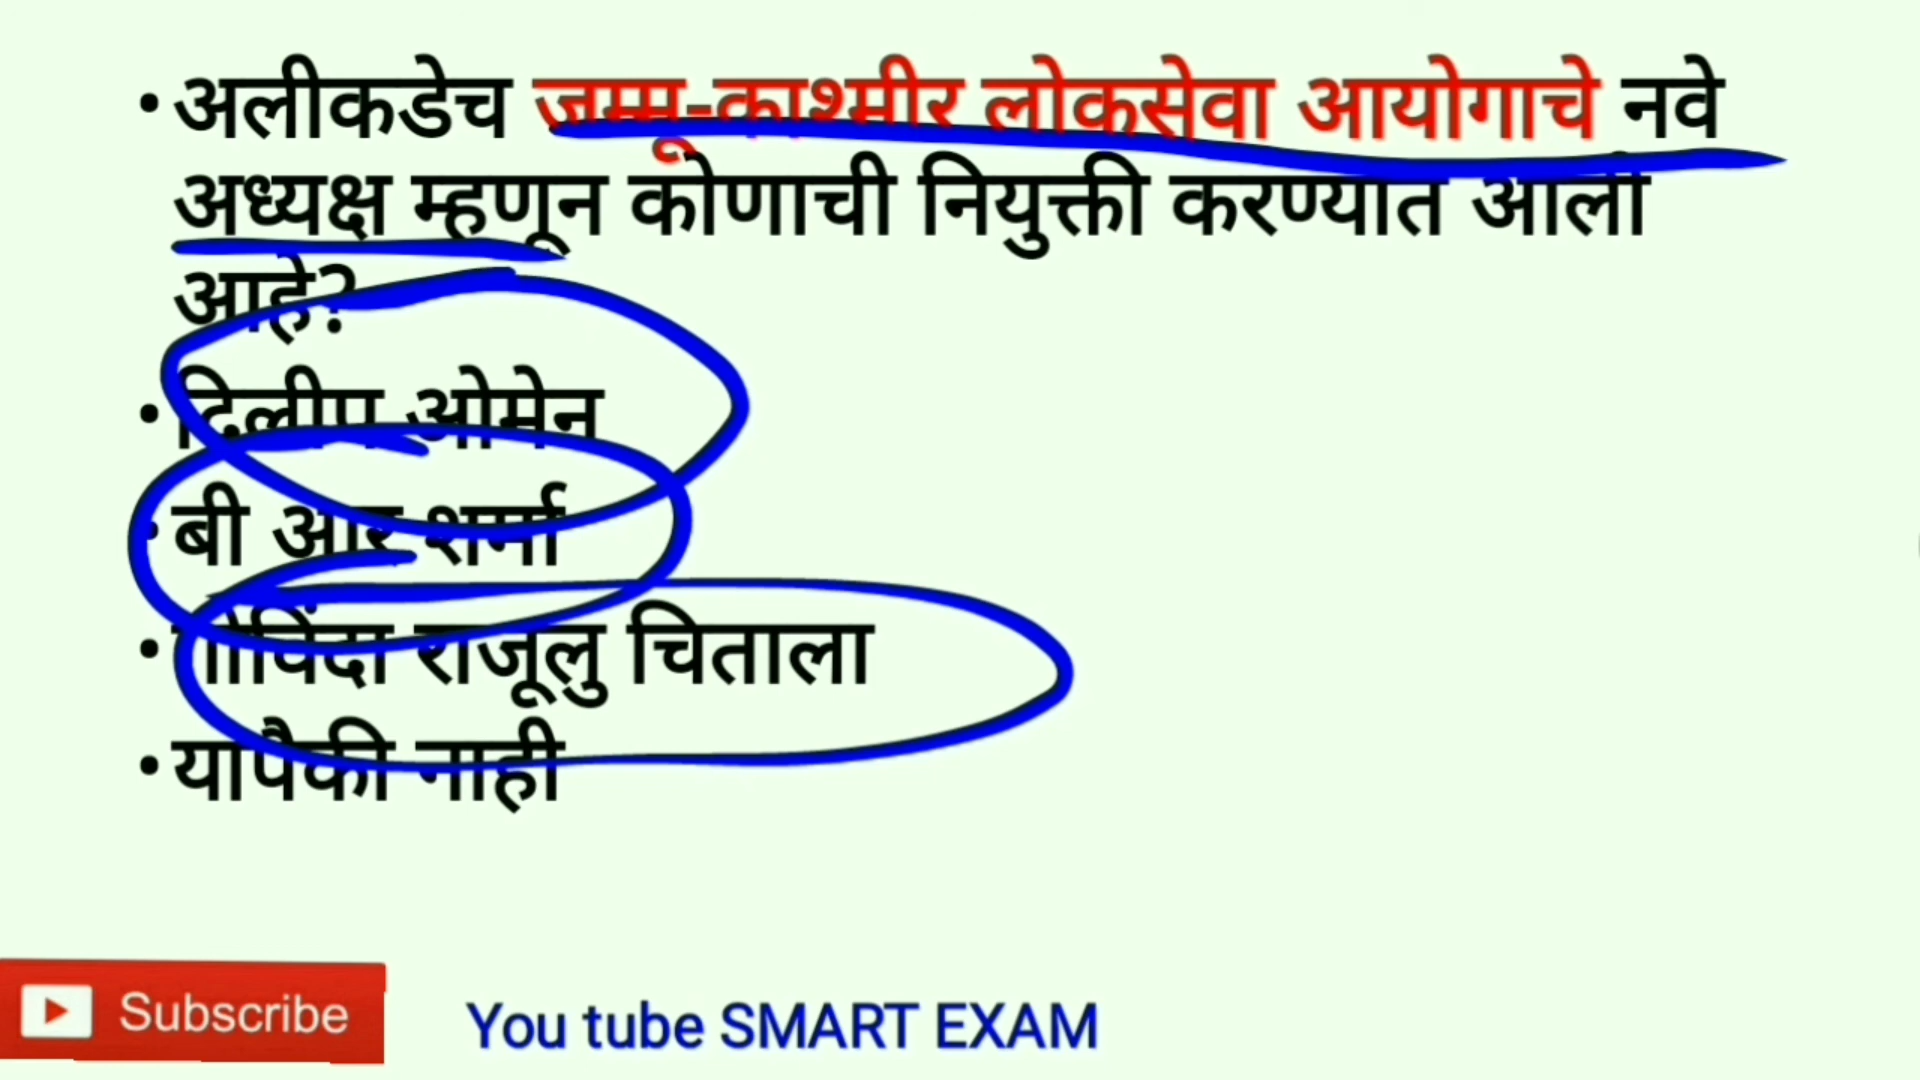 • अलीकडेच जम्मू-काश्मीर लोकसेवा आयोगाचे नवे
अध्यक्ष म्हणून कोणाची नियुक्ती करण्यात आली
आहे?
• दिलीप ओमेन
• बी आर शर्मा
• गोविंदा राजूलु चिताला
• यापैकी नाही
Subscribe
You tube SMART EXAM